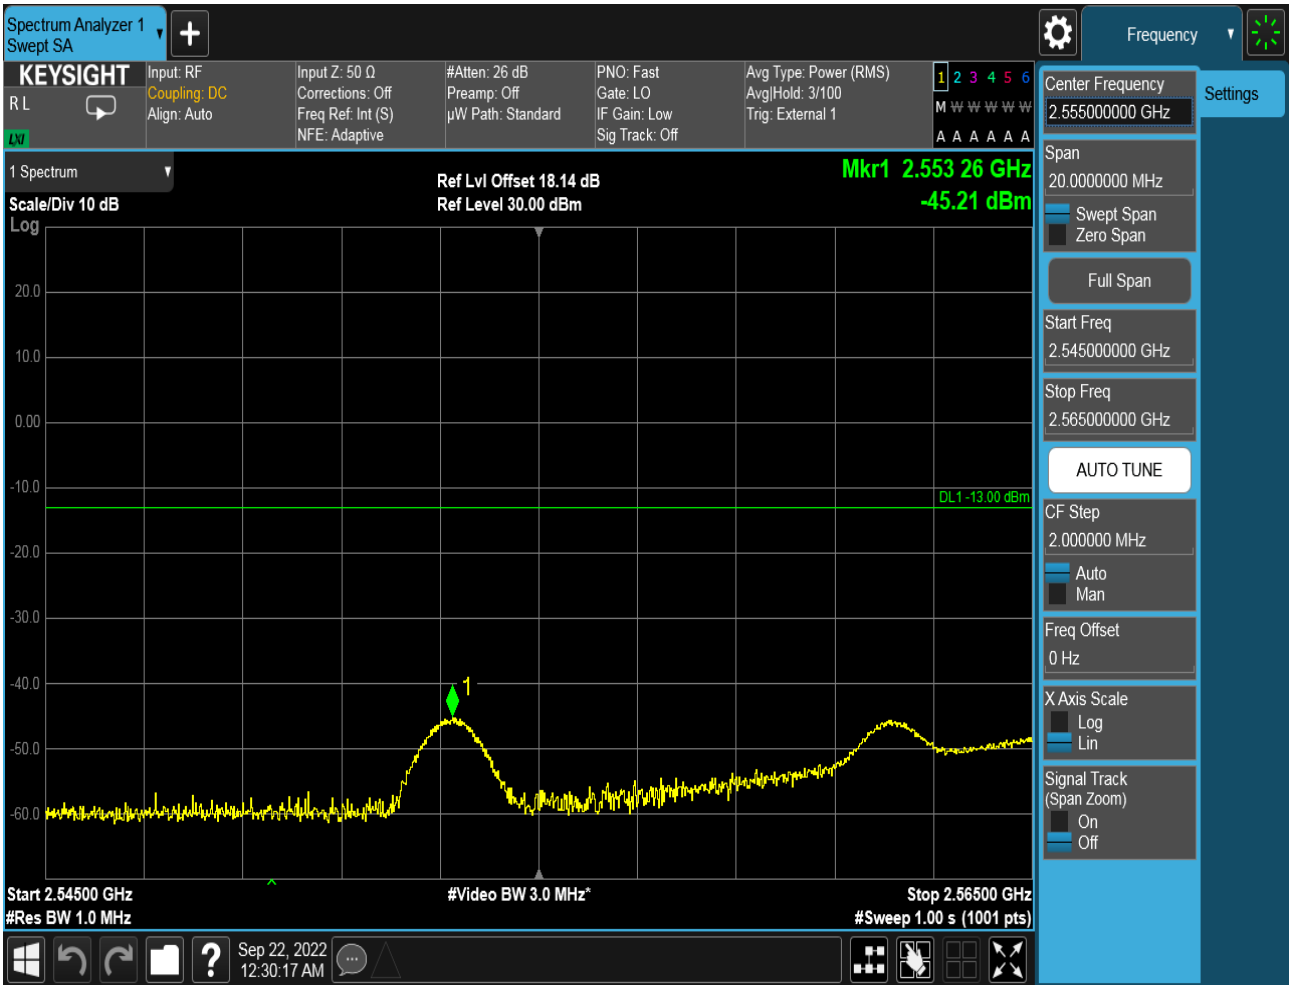 Spectrum Analyzer 1
Swept SA
Frequency
KEYSIGHT
R L
LXI
Input: RF
Coupling: DC
Align: Auto
Input Z: 50 Ω
Corrections: Off
Freq Ref: Int (S)
NFE: Adaptive
#Atten: 26 dB
Preamp: Off
µW Path: Standard
PNO: Fast
Gate: LO
IF Gain: Low
Sig Track: Off
Avg Type: Power (RMS)
Avg|Hold: 3/100
Trig: External 1
1 2 3 4 5 6
M W W W W W
A A A A A A
1 Spectrum
Scale/Div 10 dB
Log
Ref Lvl Offset 18.14 dB
Ref Level 30.00 dBm
Mkr1 2.553 26 GHz
-45.21 dBm
20.0
10.0
0.00
-10.0
-20.0
-30.0
-40.0
-50.0
-60.0
DL1 -13.00 dBm
1
Start 2.54500 GHz
#Res BW 1.0 MHz
#Video BW 3.0 MHz*
Stop 2.56500 GHz
#Sweep 1.00 s (1001 pts)
Sep 22, 2022
12:30:17 AM
?
Center Frequency
2.555000000 GHz
Settings
Span
20.0000000 MHz
Swept Span
Zero Span
Full Span
Start Freq
2.545000000 GHz
Stop Freq
2.565000000 GHz
AUTO TUNE
CF Step
2.000000 MHz
Auto
Man
Freq Offset
0 Hz
X Axis Scale
Log
Lin
Signal Track
(Span Zoom)
On
Off